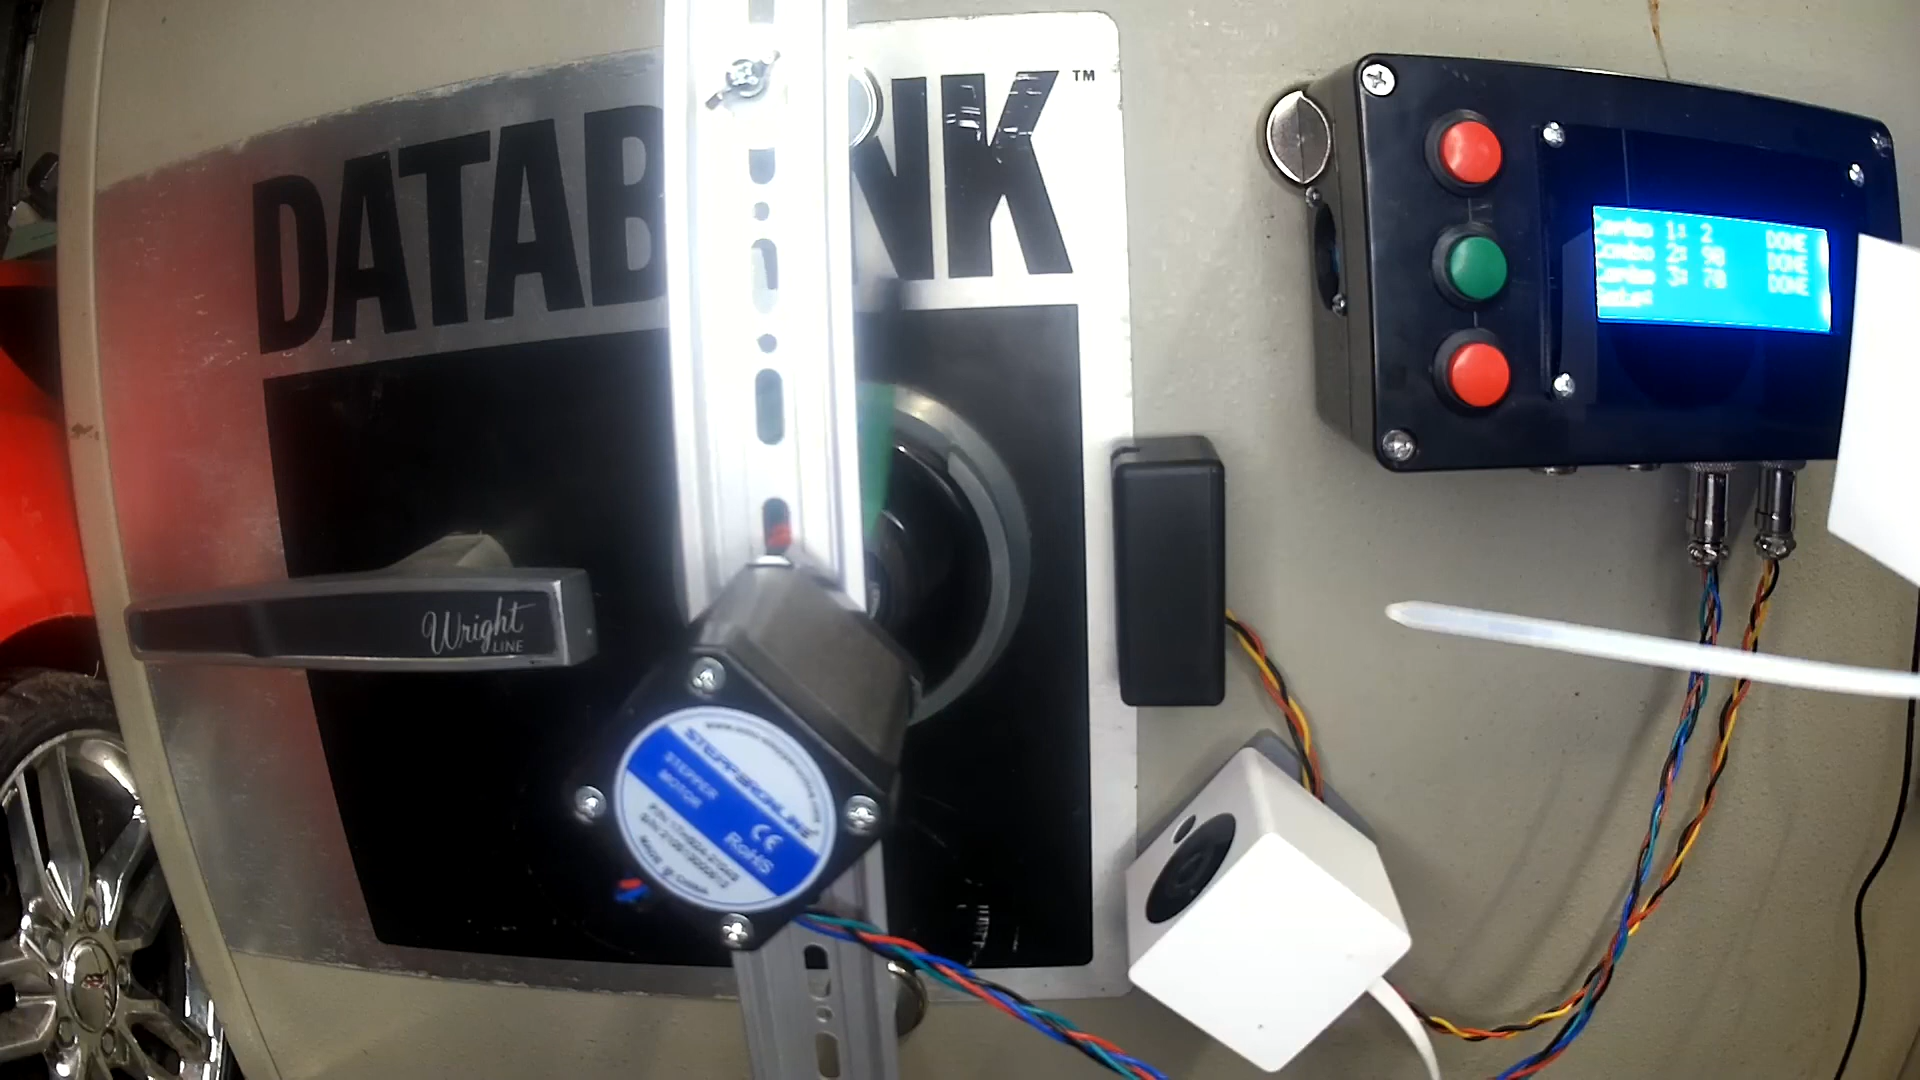 DATAB NK ™
Combo 1: 2 DONE
Combo 2: 90 DONE
Combo 3: 70 DONE
Wright
LINE
STEPPERONLINE
STEPPER
MOTOR
CE
RoHS